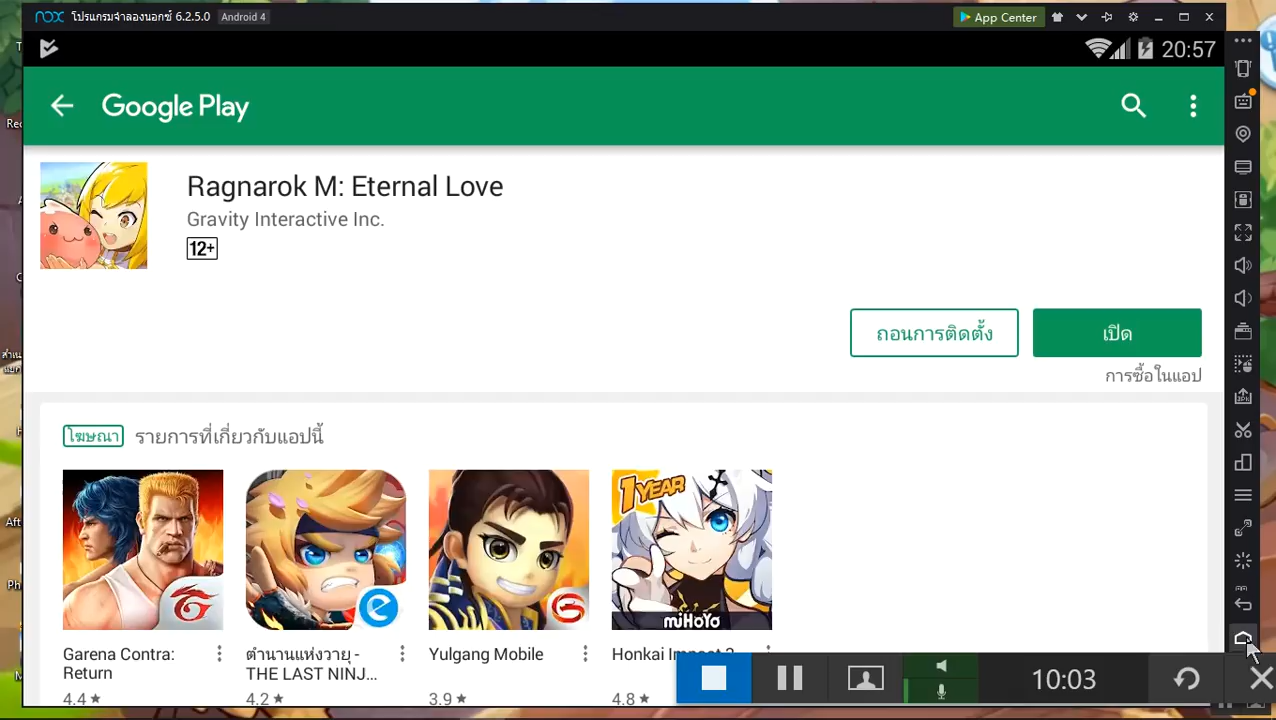 nox โปรแกรมจำลองนอกซ์ 6.2.5.0 Android 4 App Center
20:57
Google Play
Ragnarok M: Eternal Love
Gravity Interactive Inc.
12+
ถอนการติดตั้ง เปิด
การซื้อในแอป
โฆษณา รายการที่เกี่ยวกับแอปนี้
1 YEAR
miHoYo
Garena Contra: Return
ตำนานแห่งวายุ - THE LAST NINJ...
Yulgang Mobile
Honkai Impact 3
4.4★ 4.2★ 3.9★ 4.8★
10:03